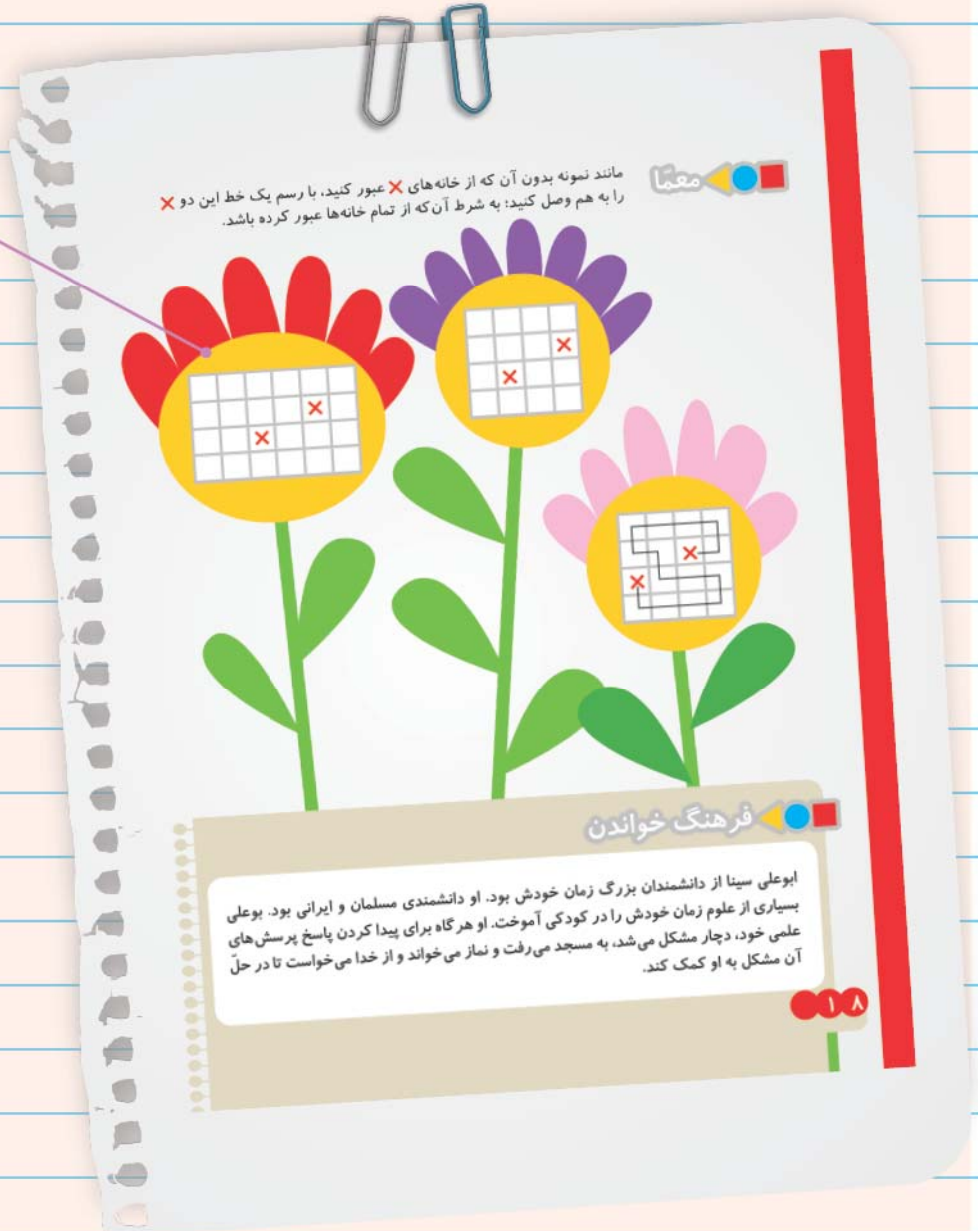 معمّا
مانند نمونه بدون آن که از خانه‌های × عبور کنید، با رسم یک خط این دو ×
را به هم وصل کنید؛ به شرط آن‌که از تمام خانه‌ها عبور کرده باشد.
فرهنگ خواندن
ابوعلی سینا از دانشمندان بزرگ زمان خودش بود. او دانشمندی مسلمان و ایرانی بود. بوعلی
بسیاری از علوم زمان خودش را در کودکی آموخت. او هرگاه برای پیدا کردن پاسخ پرسش‌های
علمی خود، دچار مشکل می‌شد، به مسجد می‌رفت و نماز می‌خواند و از خدا می‌خواست تا در حلّ
آن مشکل به او کمک کند.
۱۸